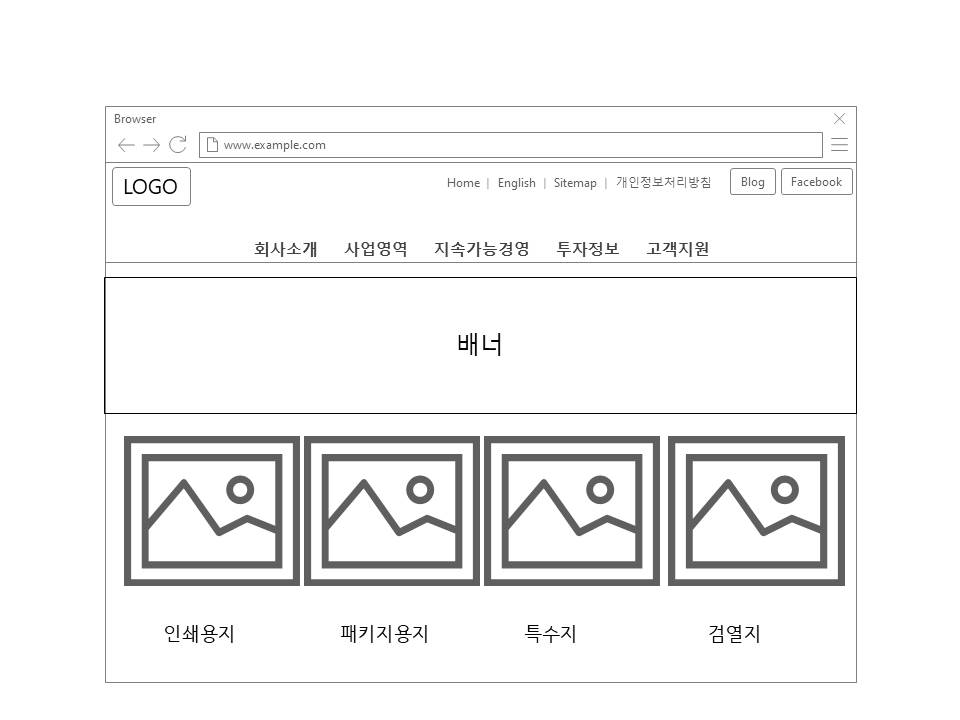 Browser
www.example.com
LOGO
Home | English | Sitemap | 개인정보처리방침 Blog Facebook
회사소개 사업영역 지속가능경영 투자정보 고객지원
배너
인쇄용지 패키지용지 특수지 검열지